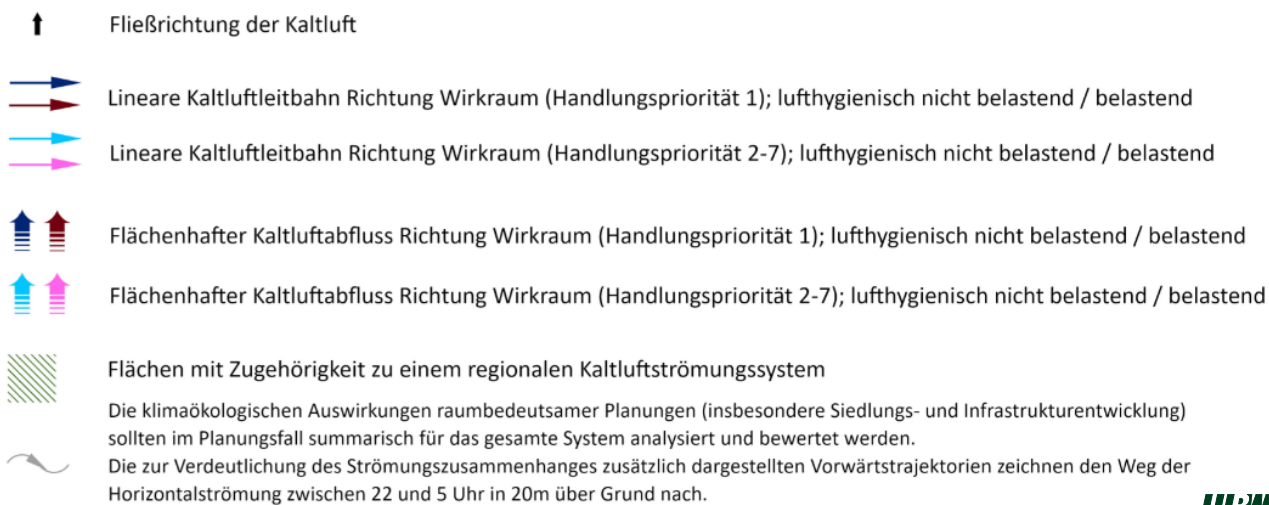 Fließrichtung der Kaltluft
Lineare Kaltluftleitbahn Richtung Wirkraum (Handlungspriorität 1); lufthygienisch nicht belastend / belastend
Lineare Kaltluftleitbahn Richtung Wirkraum (Handlungspriorität 2-7); lufthygienisch nicht belastend / belastend
Flächenhafter Kaltluftabfluss Richtung Wirkraum (Handlungspriorität 1); lufthygienisch nicht belastend / belastend
Flächenhafter Kaltluftabfluss Richtung Wirkraum (Handlungspriorität 2-7); lufthygienisch nicht belastend / belastend
Flächen mit Zugehörigkeit zu einem regionalen Kaltluftströmungssystem
Die klimaökologischen Auswirkungen raumbedeutsamer Planungen (insbesondere Siedlungs- und Infrastrukturentwicklung)
sollten im Planungsfall summarisch für das gesamte System analysiert und bewertet werden.
Die zur Verdeutlichung des Strömungszusammenhanges zusätzlich dargestellten Vorwärtstrajektorien zeichnen den Weg der
Horizontalströmung zwischen 22 und 5 Uhr in 20m über Grund nach.